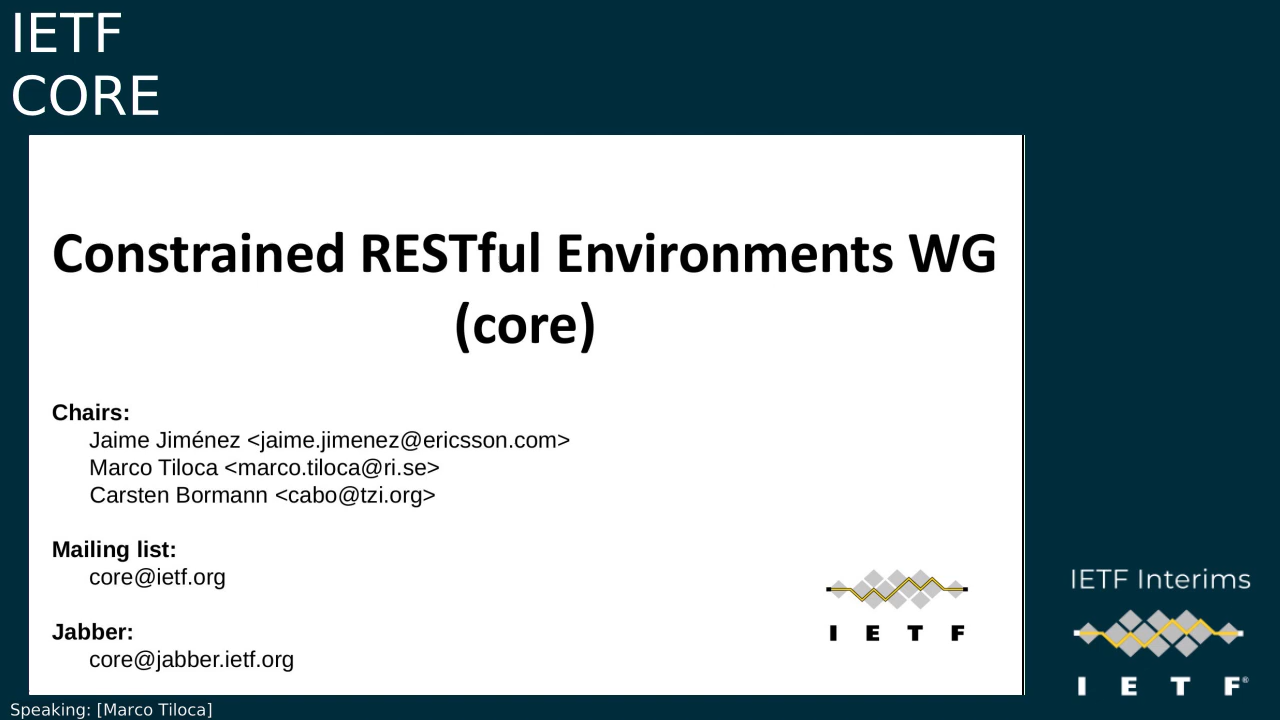 IETF
CORE
Constrained RESTful Environments WG
(core)
Chairs:
Jaime Jiménez <jaime.jimenez@ericsson.com>
Marco Tiloca <marco.tiloca@ri.se>
Carsten Bormann <cabo@tzi.org>
Mailing list:
core@ietf.org
Jabber:
core@jabber.ietf.org
I E T F
IETF Interims
I E T F®
Speaking: [Marco Tiloca]